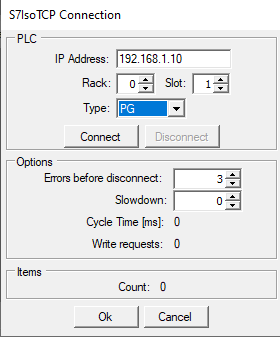 S7IsoTCP Connection
PLC
IP Address: 192.168.1.10
Rack: 0 Slot: 1
Type: PG
Connect Disconnect
Options
Errors before disconnect: 3
Slowdown: 0
Cycle Time [ms]: 0
Write requests: 0
Items
Count: 0
Ok Cancel